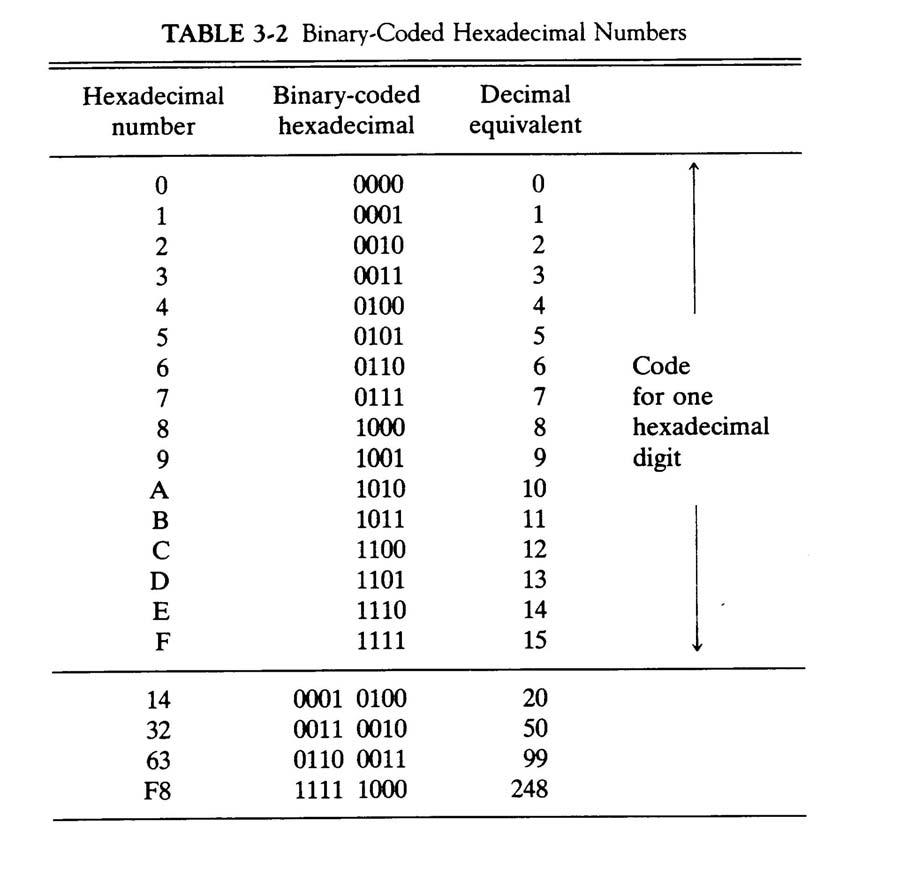 TABLE 3-2 Binary-Coded Hexadecimal Numbers
Hexadecimal number Binary-coded hexadecimal Decimal equivalent
0 0000 0
1 0001 1
2 0010 2
3 0011 3
4 0100 4
5 0101 5
6 0110 6 Code
7 0111 7 for one
8 1000 8 hexadecimal
9 1001 9 digit
A 1010 10
B 1011 11
C 1100 12
D 1101 13
E 1110 14
F 1111 15
14 0001 0100 20
32 0011 0010 50
63 0110 0011 99
F8 1111 1000 248